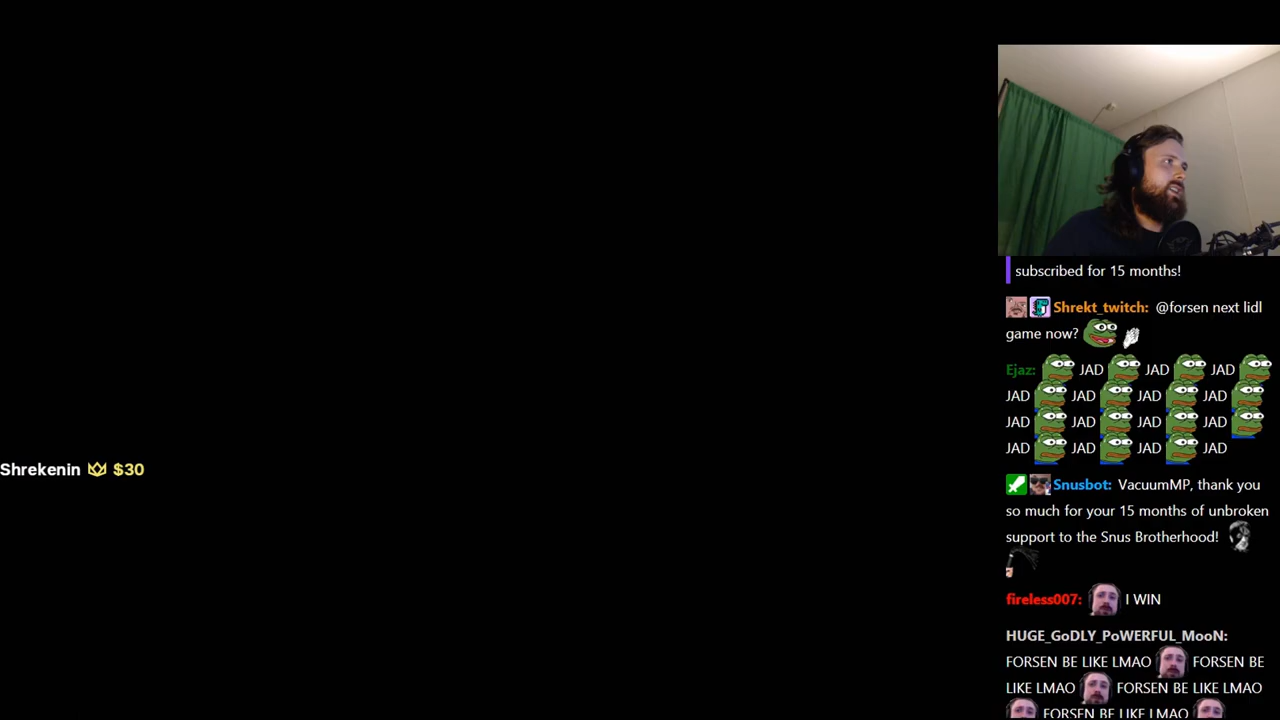 subscribed for 15 months!
Shrekt_twitch: @forsen next lidl
game now?
Ejaz: JAD JAD JAD
JAD JAD JAD JAD
JAD JAD JAD JAD
JAD JAD JAD JAD
Shrekenin $30
Snusbot: VacuumMP, thank you
so much for your 15 months of unbroken
support to the Snus Brotherhood!
fireless007: I WIN
HUGE_GoDLY_PoWERFUL_MooN:
FORSEN BE LIKE LMAO FORSEN BE
LIKE LMAO FORSEN BE LIKE LMAO
FORSEN BE LIKE LMAO